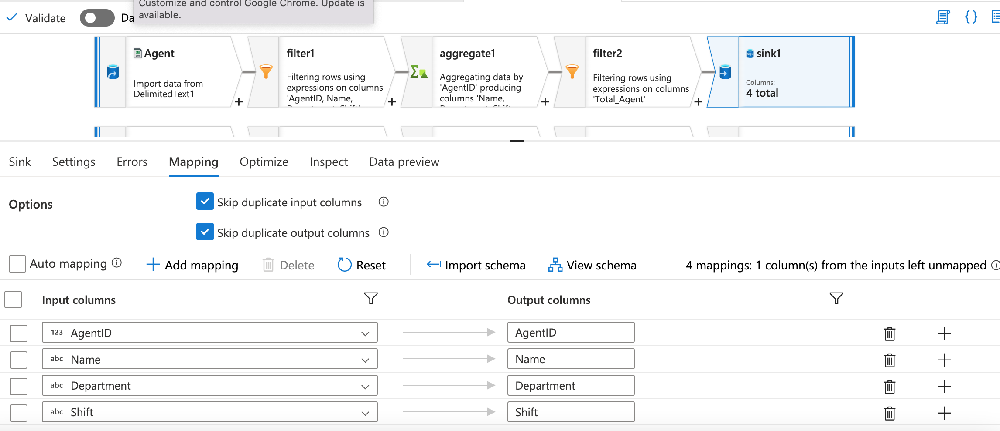 Customize and control Google Chrome. Update is
available.
Validate
Da
Agent
Import data from
DelimitedText1
filter1
Filtering rows using
expressions on columns
'AgentID, Name,
aggregate1
Aggregating data by
'AgentID' producing
columns 'Name,
filter2
Filtering rows using
expressions on columns
'Total_Agent'
sink1
Columns:
4 total
Sink Settings Errors Mapping Optimize Inspect Data preview
Options
Skip duplicate input columns
Skip duplicate output columns
Auto mapping Add mapping Delete Reset Import schema View schema 4 mappings: 1 column(s) from the inputs left unmapped
Input columns Output columns
123 AgentID AgentID
abc Name Name
abc Department Department
abc Shift Shift